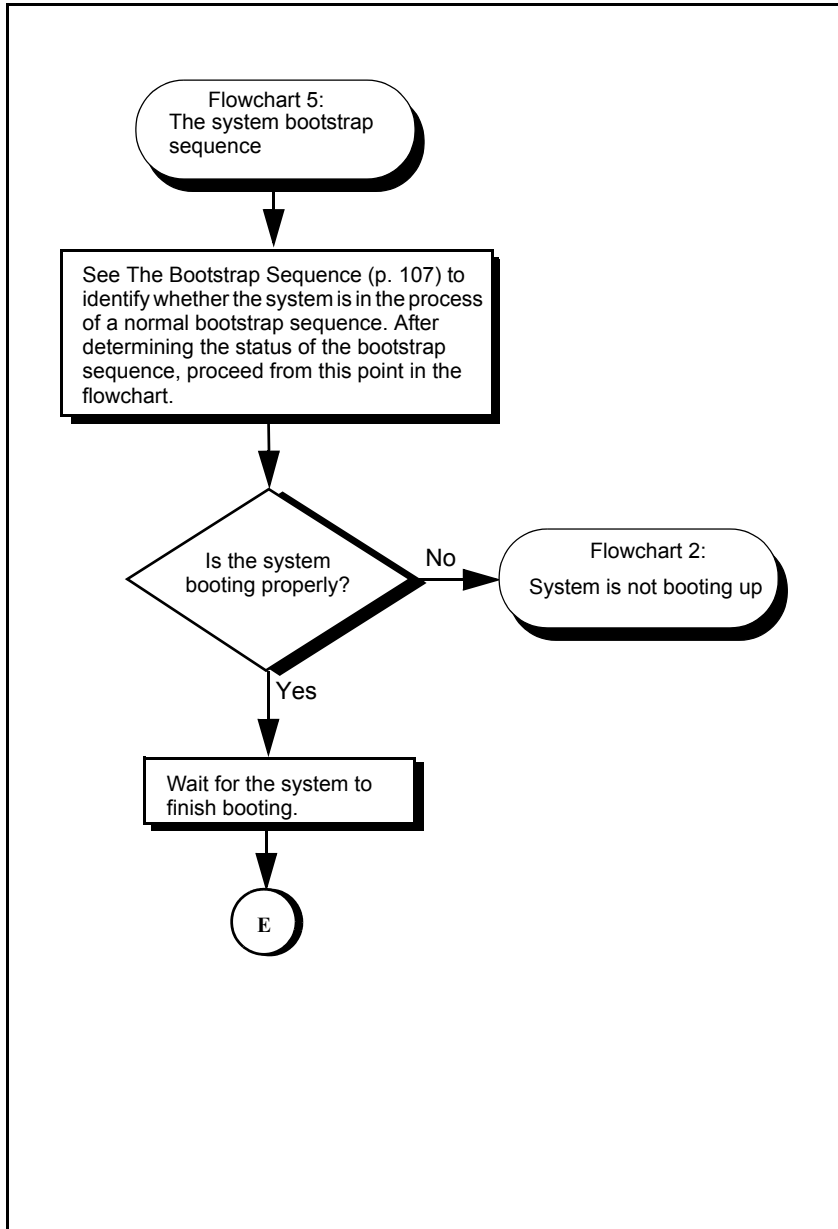 Flowchart 5:
The system bootstrap
sequence
See The Bootstrap Sequence (p. 107) to
identify whether the system is in the process
of a normal bootstrap sequence. After
determining the status of the bootstrap
sequence, proceed from this point in the
flowchart.
Is the system
booting properly?
No
Flowchart 2:
System is not booting up
Yes
Wait for the system to
finish booting.
E